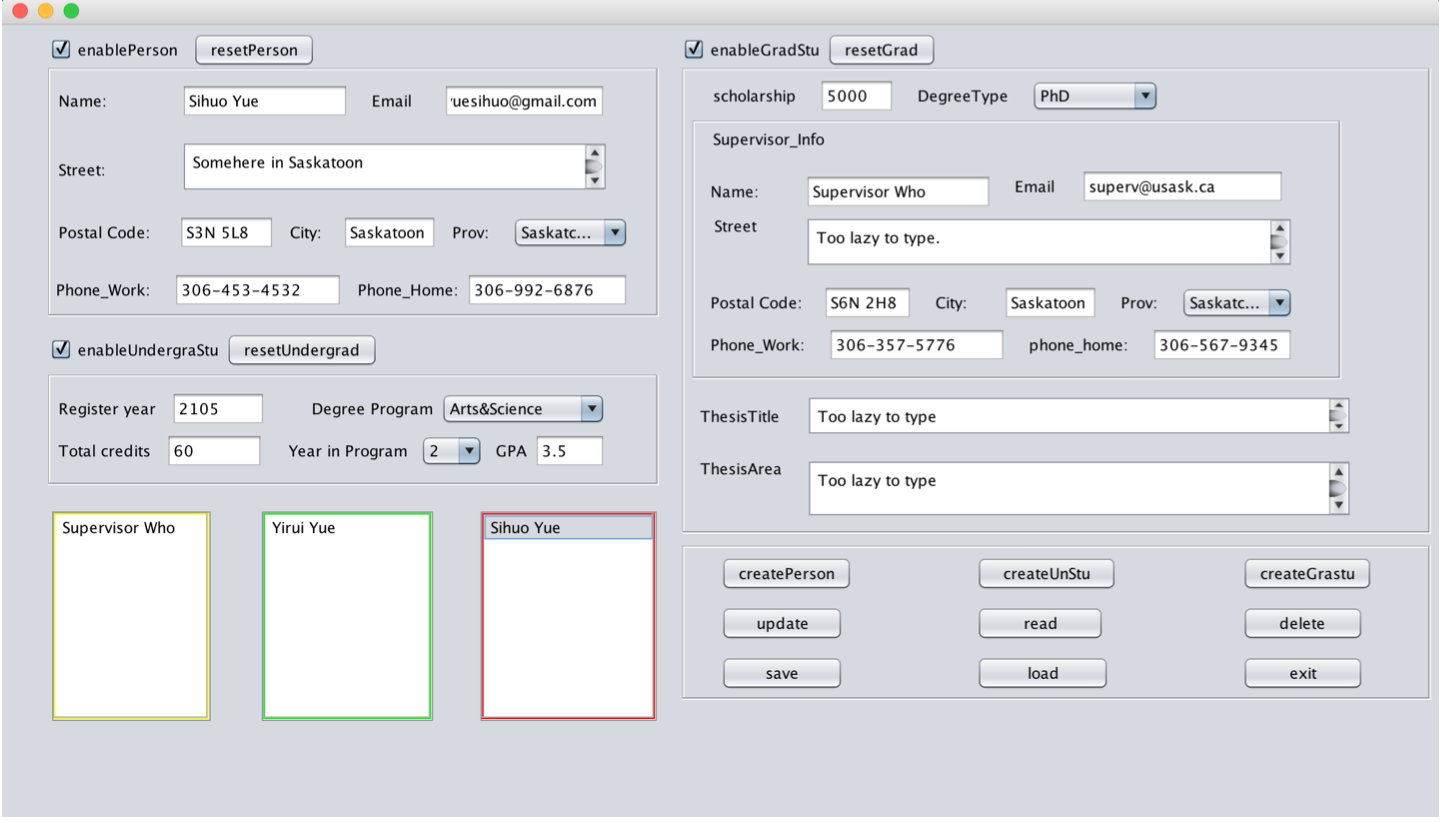 enablePerson resetPerson
Name: Sihuo Yue Email uesihuo@gmail.com
Street: Somehere in Saskatoon
Postal Code: S3N 5L8 City: Saskatoon Prov: Saskatc...
Phone_Work: 306-453-4532 Phone_Home: 306-992-6876
enableUndergraStu resetUndergrad
Register year 2105 Degree Program Arts&Science
Total credits 60 Year in Program 2 GPA 3.5
Supervisor Who
Yirui Yue
Sihuo Yue
enableGradStu resetGrad
scholarship 5000 DegreeType PhD
Supervisor_Info
Name: Supervisor Who Email superv@usask.ca
Street Too lazy to type.
Postal Code: S6N 2H8 City: Saskatoon Prov: Saskatc...
Phone_Work: 306-357-5776 phone_home: 306-567-9345
ThesisTitle Too lazy to type
ThesisArea Too lazy to type
createPerson createUnStu createGrastu
update read delete
save load exit